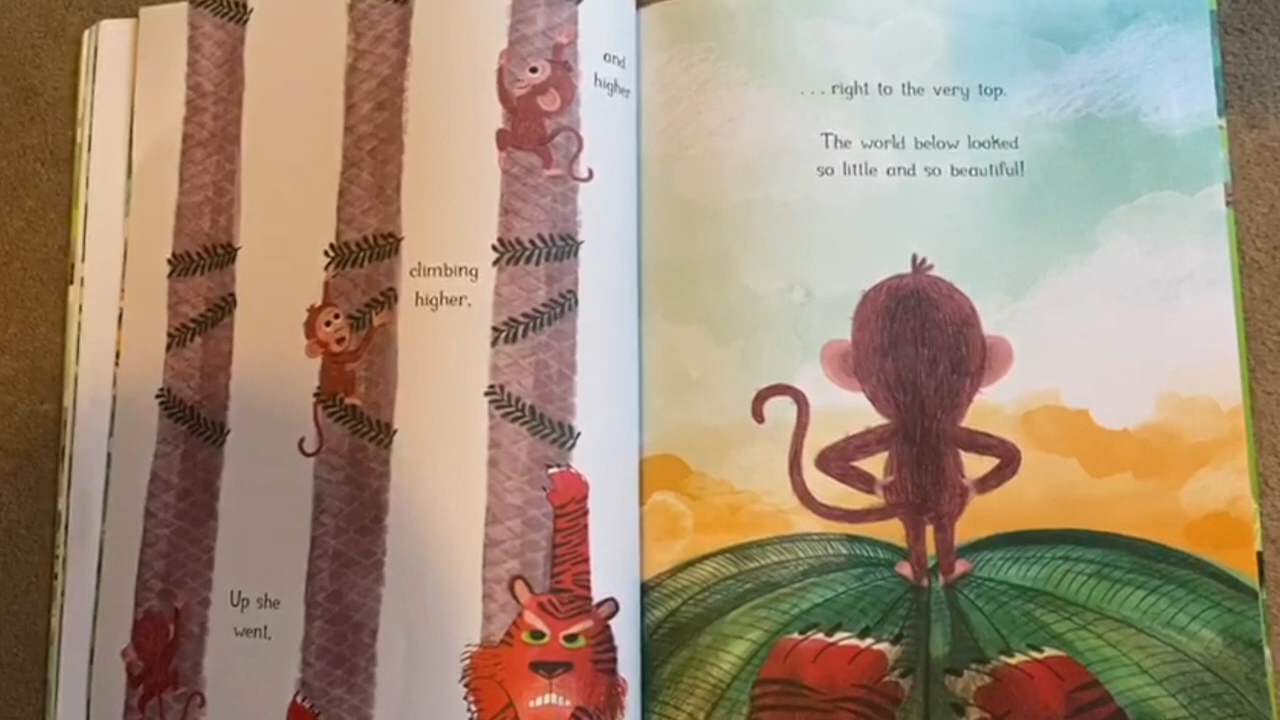 Up she
went,
climbing
higher,
and
higher
...right to the very top.
The world below looked
so little and so beautiful!